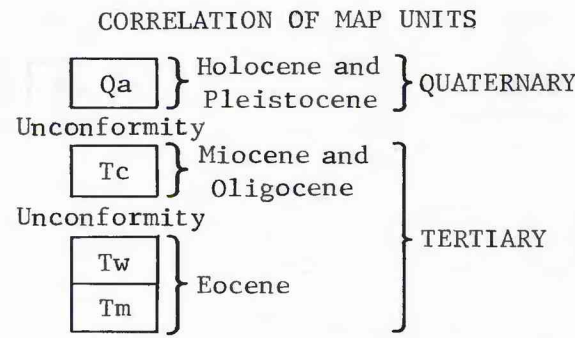 CORRELATION OF MAP UNITS
Qa
Holocene and
Pleistocene
QUATERNARY
Unconformity
Tc
Miocene and
Oligocene
Unconformity
TERTIARY
Tw
Tm
Eocene